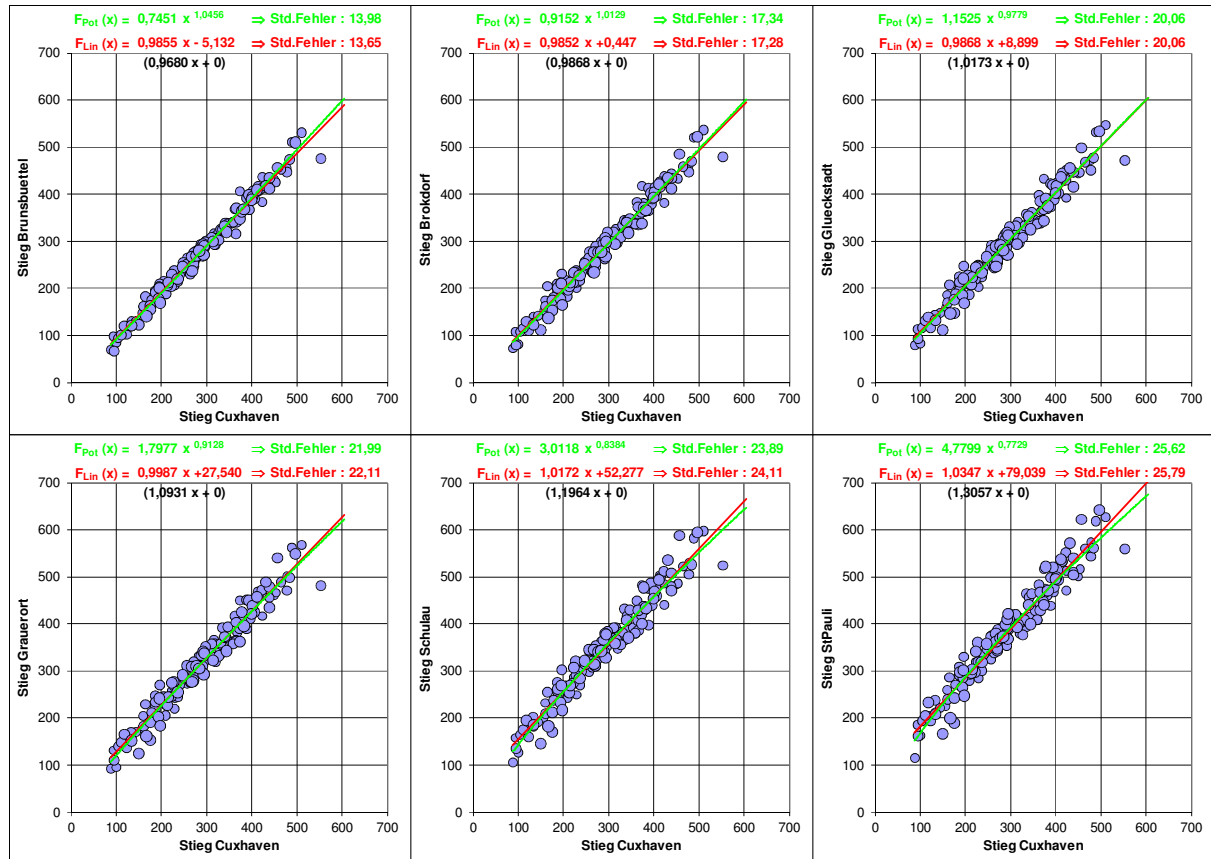 F_Pot (x) = 0,7451 x^1,0456 ⇒ Std.Fehler : 13,98
F_Lin (x) = 0,9855 x - 5,132 ⇒ Std.Fehler : 13,65
(0,9680 x + 0)
700
600
500
400
300
200
100
0
Stieg Brunsbuettel
0 100 200 300 400 500 600 700
Stieg Cuxhaven
F_Pot (x) = 0,9152 x^1,0129 ⇒ Std.Fehler : 17,34
F_Lin (x) = 0,9852 x +0,447 ⇒ Std.Fehler : 17,28
(0,9868 x + 0)
700
600
500
400
300
200
100
0
Stieg Brokdorf
0 100 200 300 400 500 600 700
Stieg Cuxhaven
F_Pot (x) = 1,1525 x^0,9779 ⇒ Std.Fehler : 20,06
F_Lin (x) = 0,9868 x +8,899 ⇒ Std.Fehler : 20,06
(1,0173 x + 0)
700
600
500
400
300
200
100
0
Stieg Glueckstadt
0 100 200 300 400 500 600 700
Stieg Cuxhaven
F_Pot (x) = 1,7977 x^0,9128 ⇒ Std.Fehler : 21,99
F_Lin (x) = 0,9987 x +27,540 ⇒ Std.Fehler : 22,11
(1,0931 x + 0)
700
600
500
400
300
200
100
0
Stieg Grauerort
0 100 200 300 400 500 600 700
Stieg Cuxhaven
F_Pot (x) = 3,0118 x^0,8384 ⇒ Std.Fehler : 23,89
F_Lin (x) = 1,0172 x +52,277 ⇒ Std.Fehler : 24,11
(1,1964 x + 0)
700
600
500
400
300
200
100
0
Stieg Schulau
0 100 200 300 400 500 600 700
Stieg Cuxhaven
F_Pot (x) = 4,7799 x^0,7729 ⇒ Std.Fehler : 25,62
F_Lin (x) = 1,0347 x +79,039 ⇒ Std.Fehler : 25,79
(1,3057 x + 0)
700
600
500
400
300
200
100
0
Stieg StPauli
0 100 200 300 400 500 600 700
Stieg Cuxhaven